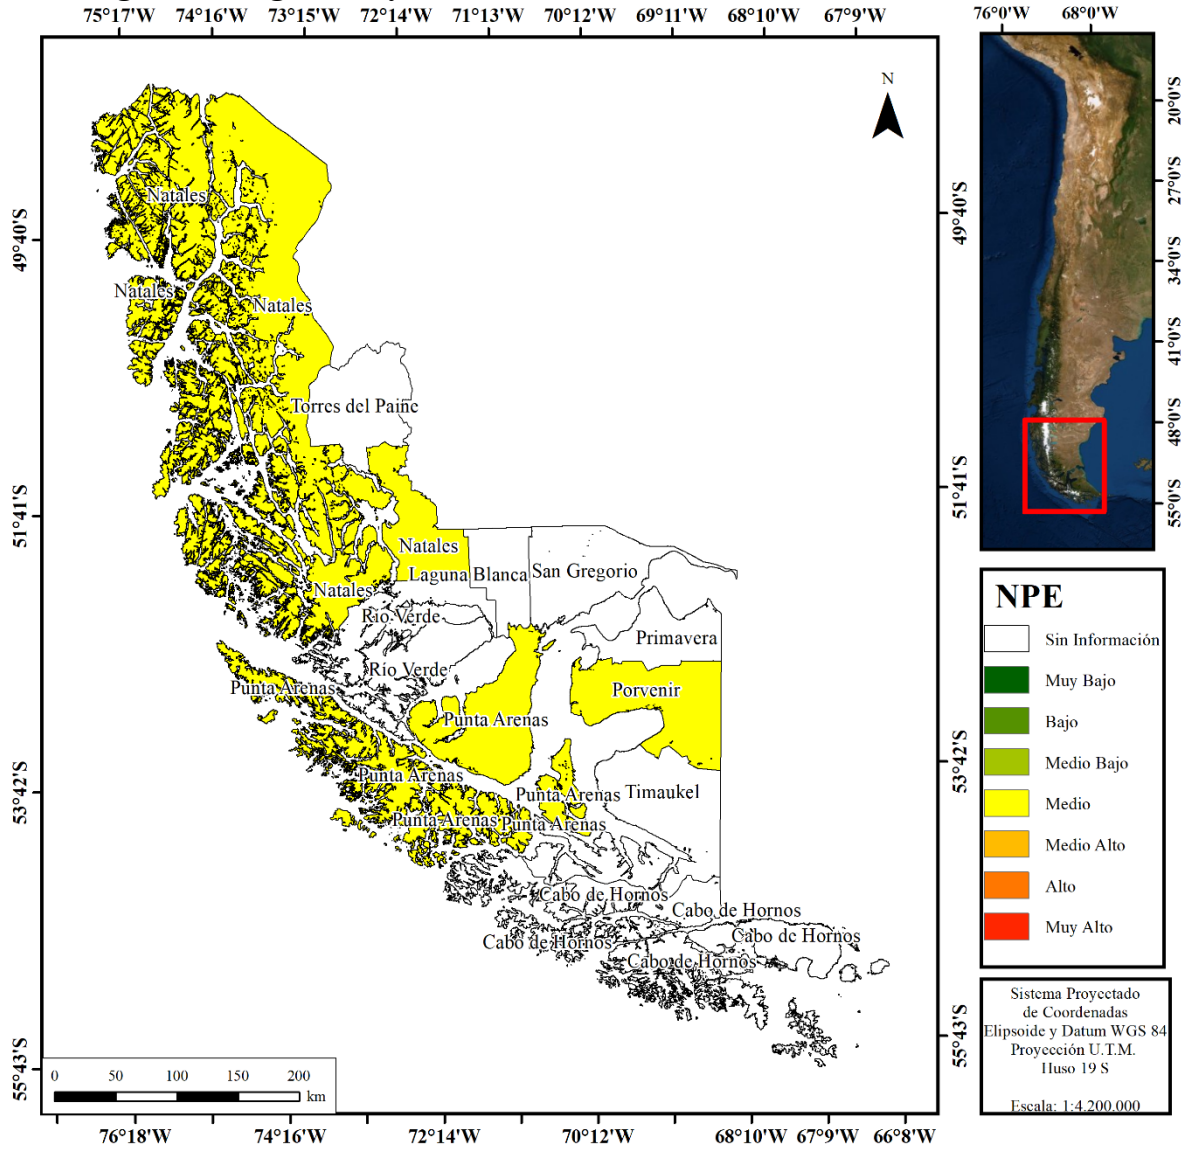 75°17'W 74°16'W 73°15'W 72°14'W 71°13'W 70°12'W 69°11'W 68°10'W 67°9'W
76°0'W 68°0'W
N
20°0'S
27°0'S
34°0'S
41°0'S
48°0'S
55°0'S
49°40'S
49°40'S
51°41'S
51°41'S
53°42'S
53°42'S
55°43'S
55°43'S
Natales
Natales
Natales
Torres del Paine
Natales
Laguna Blanca
San Gregorio
Natales
Río Verde
Primavera
Río Verde
Punta Arenas
Porvenir
Punta Arenas
Punta Arenas
Punta Arenas
Timaukel
Punta Arenas
Punta Arenas
Cabo de Hornos
Cabo de Hornos
Cabo de Hornos
Cabo de Hornos
Cabo de Hornos
NPE
Sin Información
Muy Bajo
Bajo
Medio Bajo
Medio
Medio Alto
Alto
Muy Alto
Sistema Proyectado
de Coordenadas
Elipsoide y Datum WGS 84
Proyección U.T.M.
Huso 19 S
Escala: 1:4.200.000
0 50 100 150 200
km
76°18'W 74°16'W 72°14'W 70°12'W 68°10'W 67°9'W 66°8'W